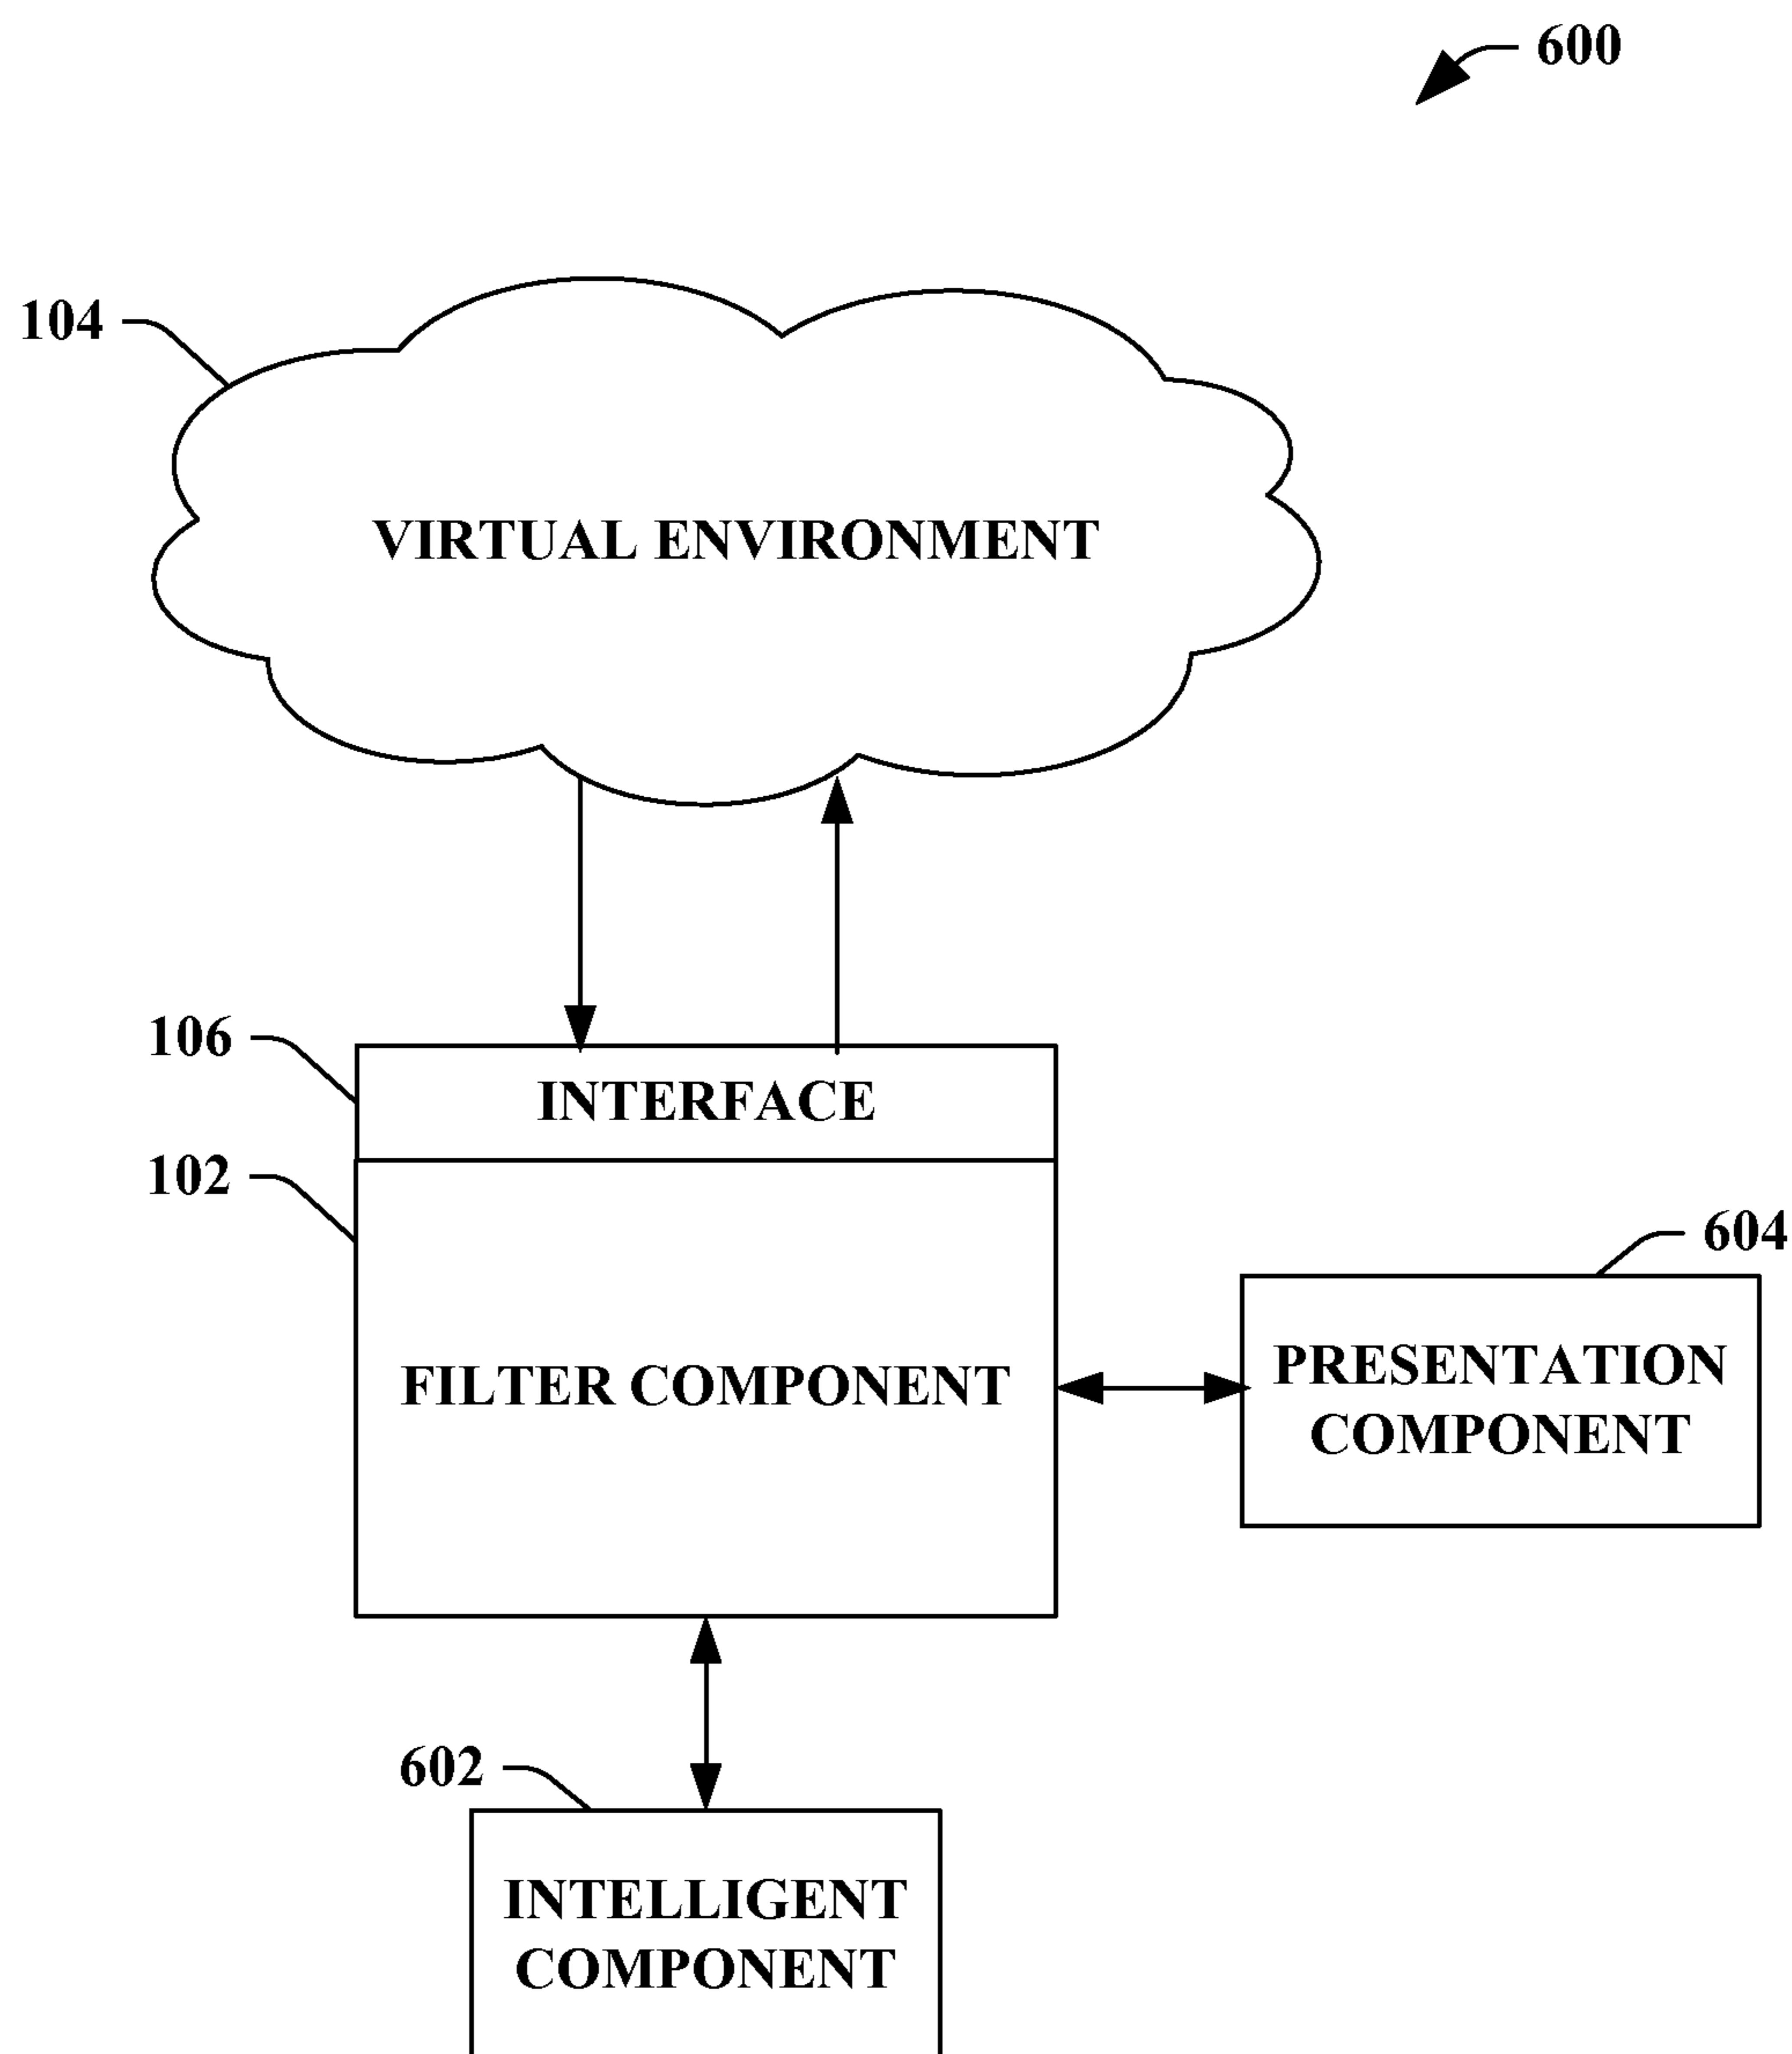 600
104
VIRTUAL ENVIRONMENT
106
INTERFACE
102
604
FILTER COMPONENT
PRESENTATION
COMPONENT
602
INTELLIGENT
COMPONENT